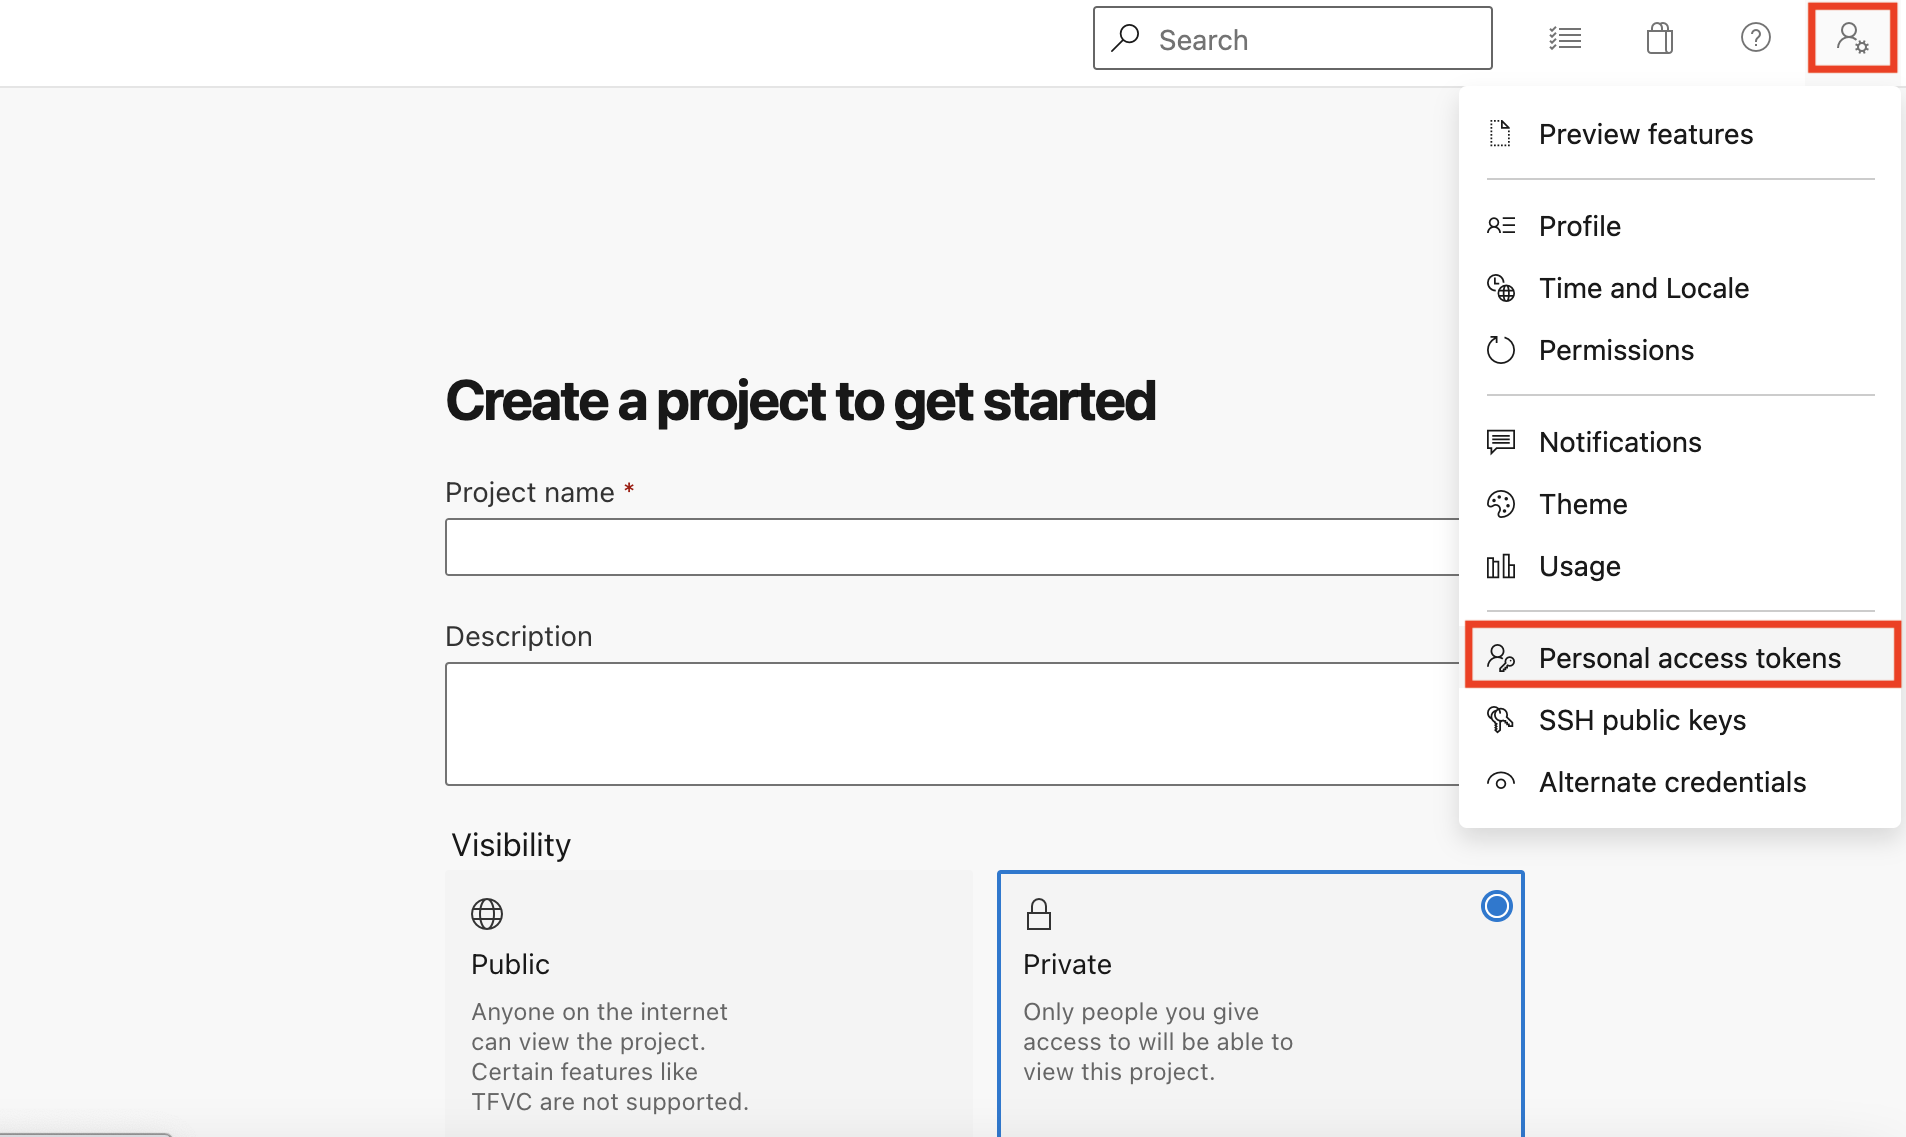 Search
Preview features
Profile
Time and Locale
Permissions
Notifications
Theme
Usage
Personal access tokens
SSH public keys
Alternate credentials
Create a project to get started
Project name *
Description
Visibility
Public
Anyone on the internet
can view the project.
Certain features like
TFVC are not supported.
Private
Only people you give
access to will be able to
view this project.